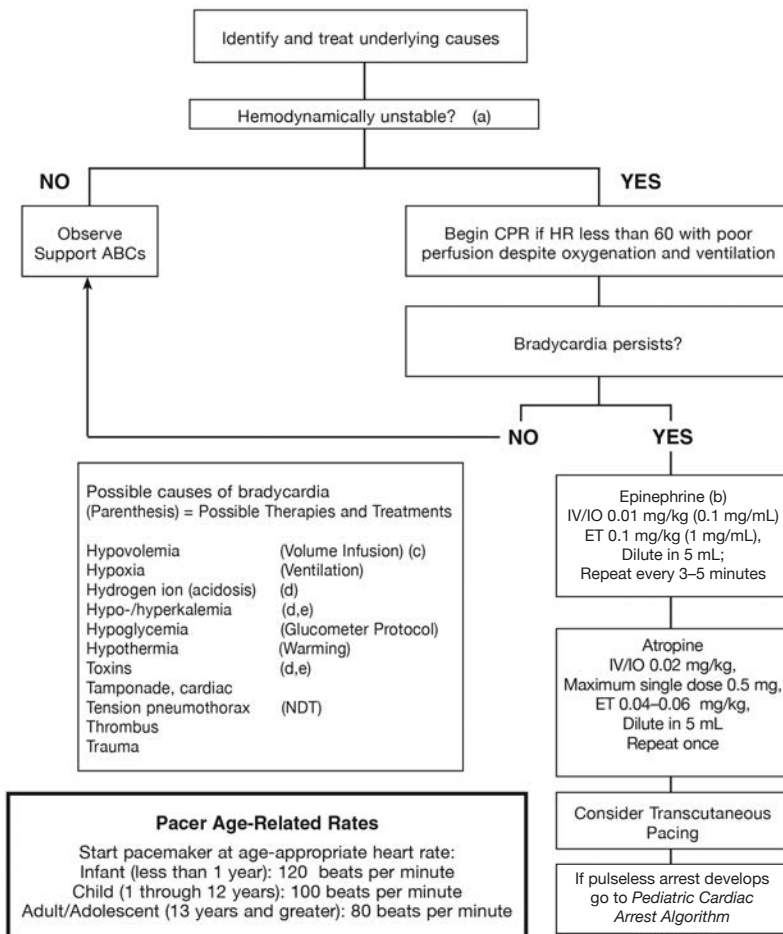 Identify and treat underlying causes
Hemodynamically unstable? (a)
NO
YES
Observe
Support ABCs
Begin CPR if HR less than 60 with poor
perfusion despite oxygenation and ventilation
Bradycardia persists?
NO
YES
Epinephrine (b)
IV/IO 0.01 mg/kg (0.1 mg/mL)
ET 0.1 mg/kg (1 mg/mL),
Dilute in 5 mL;
Repeat every 3–5 minutes
Possible causes of bradycardia
(Parenthesis) = Possible Therapies and Treatments
Hypovolemia (Volume Infusion) (c)
Hypoxia (Ventilation)
Hydrogen ion (acidosis) (d)
Hypo-/hyperkalemia (d,e)
Hypoglycemia (Glucometer Protocol)
Hypothermia (Warming)
Toxins (d,e)
Tamponade, cardiac
Tension pneumothorax (NDT)
Thrombus
Trauma
Atropine
IV/IO 0.02 mg/kg,
Maximum single dose 0.5 mg,
ET 0.04–0.06 mg/kg,
Dilute in 5 mL
Repeat once
Pacer Age-Related Rates
Start pacemaker at age-appropriate heart rate:
Infant (less than 1 year): 120 beats per minute
Child (1 through 12 years): 100 beats per minute
Adult/Adolescent (13 years and greater): 80 beats per minute
Consider Transcutaneous
Pacing
If pulseless arrest develops
go to Pediatric Cardiac
Arrest Algorithm